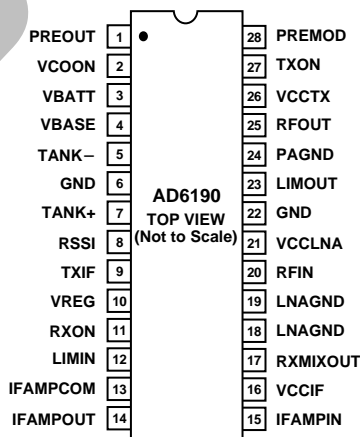 PREOUT 1 28 PREMOD
VCOON 2 27 TXON
VBATT 3 26 VCCTX
VBASE 4 25 RFOUT
TANK− 5 24 PAGND
GND 6 23 LIMOUT
AD6190
TANK+ 7 22 GND
TOP VIEW
RSSI 8 (Not to Scale) 21 VCCLNA
TXIF 9 20 RFIN
VREG 10 19 LNAGND
RXON 11 18 LNAGND
LIMIN 12 17 RXMIXOUT
IFAMPCOM 13 16 VCCIF
IFAMPOUT 14 15 IFAMPIN